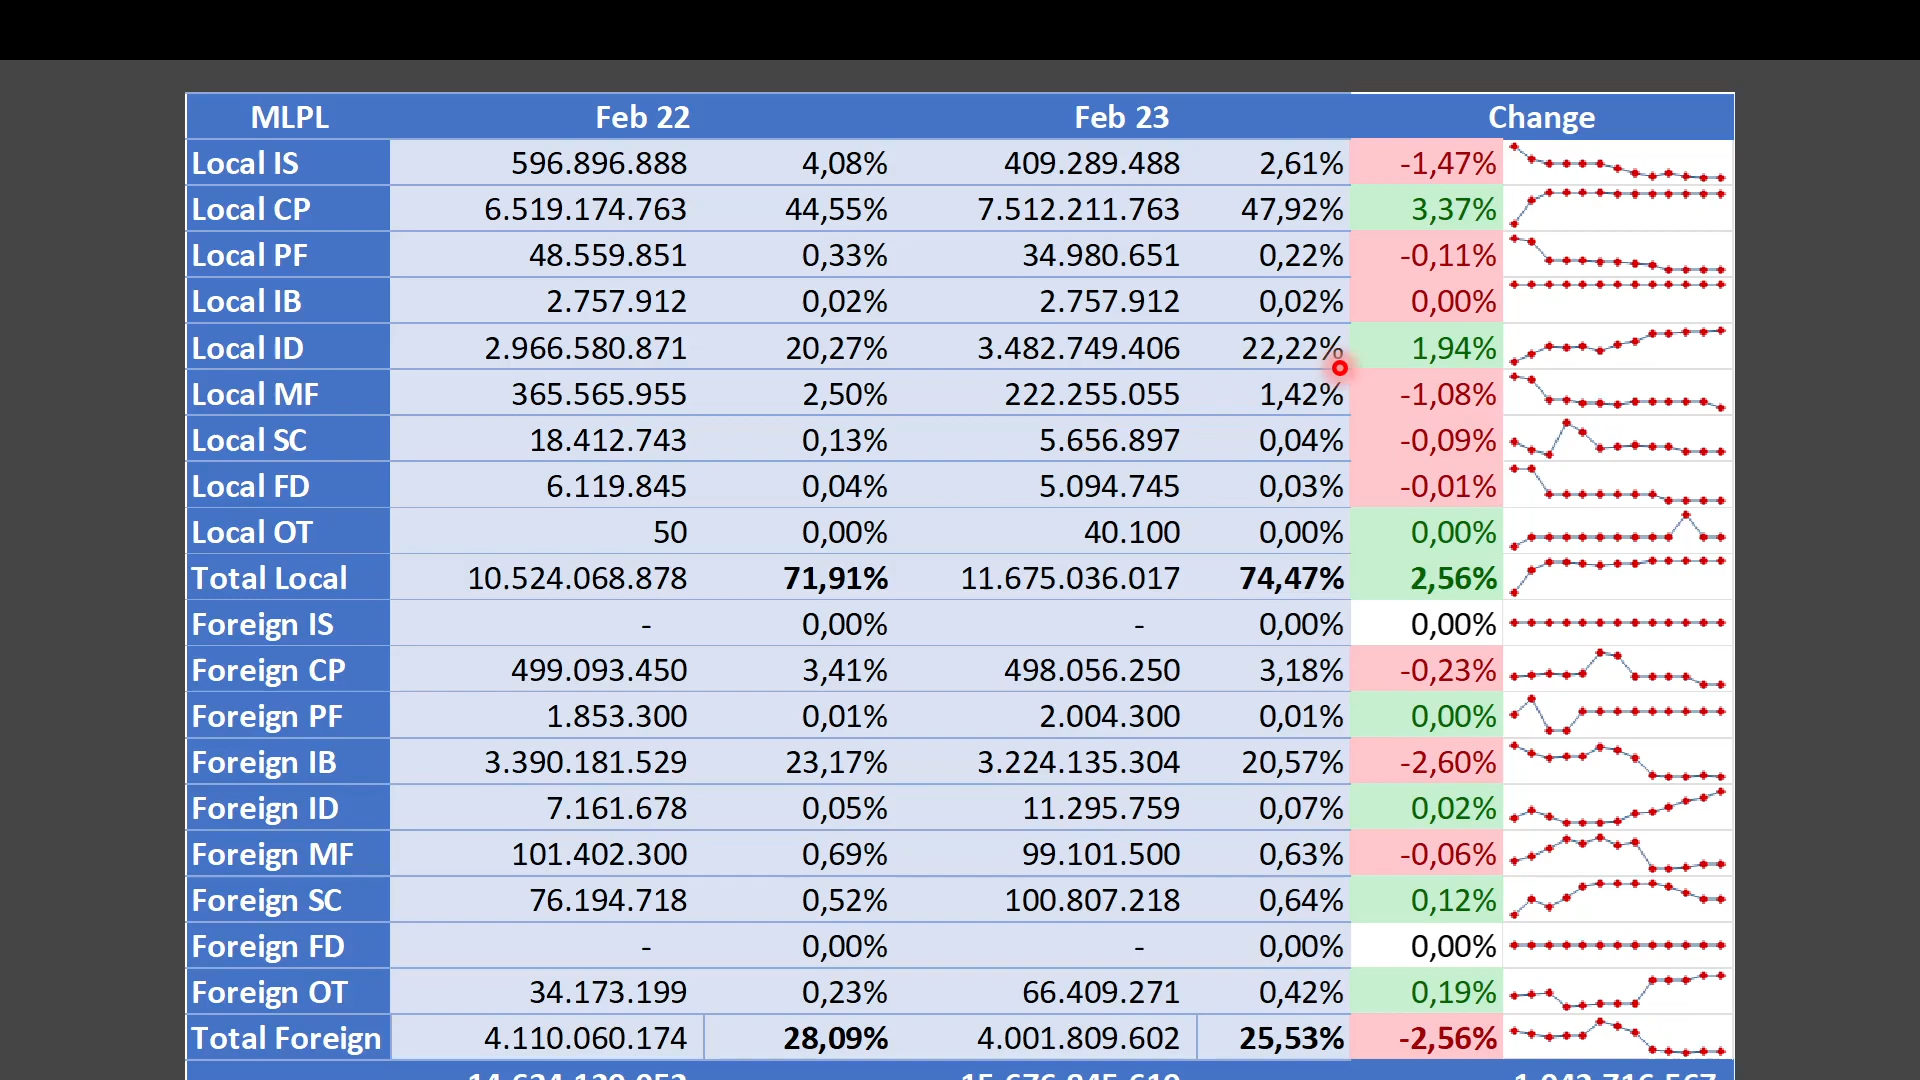 MLPL Feb 22 Feb 23 Change
Local IS 596.896.888 4,08% 409.289.488 2,61% -1,47%
Local CP 6.519.174.763 44,55% 7.512.211.763 47,92% 3,37%
Local PF 48.559.851 0,33% 34.980.651 0,22% -0,11%
Local IB 2.757.912 0,02% 2.757.912 0,02% 0,00%
Local ID 2.966.580.871 20,27% 3.482.749.406 22,22% 1,94%
Local MF 365.565.955 2,50% 222.255.055 1,42% -1,08%
Local SC 18.412.743 0,13% 5.656.897 0,04% -0,09%
Local FD 6.119.845 0,04% 5.094.745 0,03% -0,01%
Local OT 50 0,00% 40.100 0,00% 0,00%
Total Local 10.524.068.878 71,91% 11.675.036.017 74,47% 2,56%
Foreign IS - 0,00% - 0,00% 0,00%
Foreign CP 499.093.450 3,41% 498.056.250 3,18% -0,23%
Foreign PF 1.853.300 0,01% 2.004.300 0,01% 0,00%
Foreign IB 3.390.181.529 23,17% 3.224.135.304 20,57% -2,60%
Foreign ID 7.161.678 0,05% 11.295.759 0,07% 0,02%
Foreign MF 101.402.300 0,69% 99.101.500 0,63% -0,06%
Foreign SC 76.194.718 0,52% 100.807.218 0,64% 0,12%
Foreign FD - 0,00% - 0,00% 0,00%
Foreign OT 34.173.199 0,23% 66.409.271 0,42% 0,19%
Total Foreign 4.110.060.174 28,09% 4.001.809.602 25,53% -2,56%